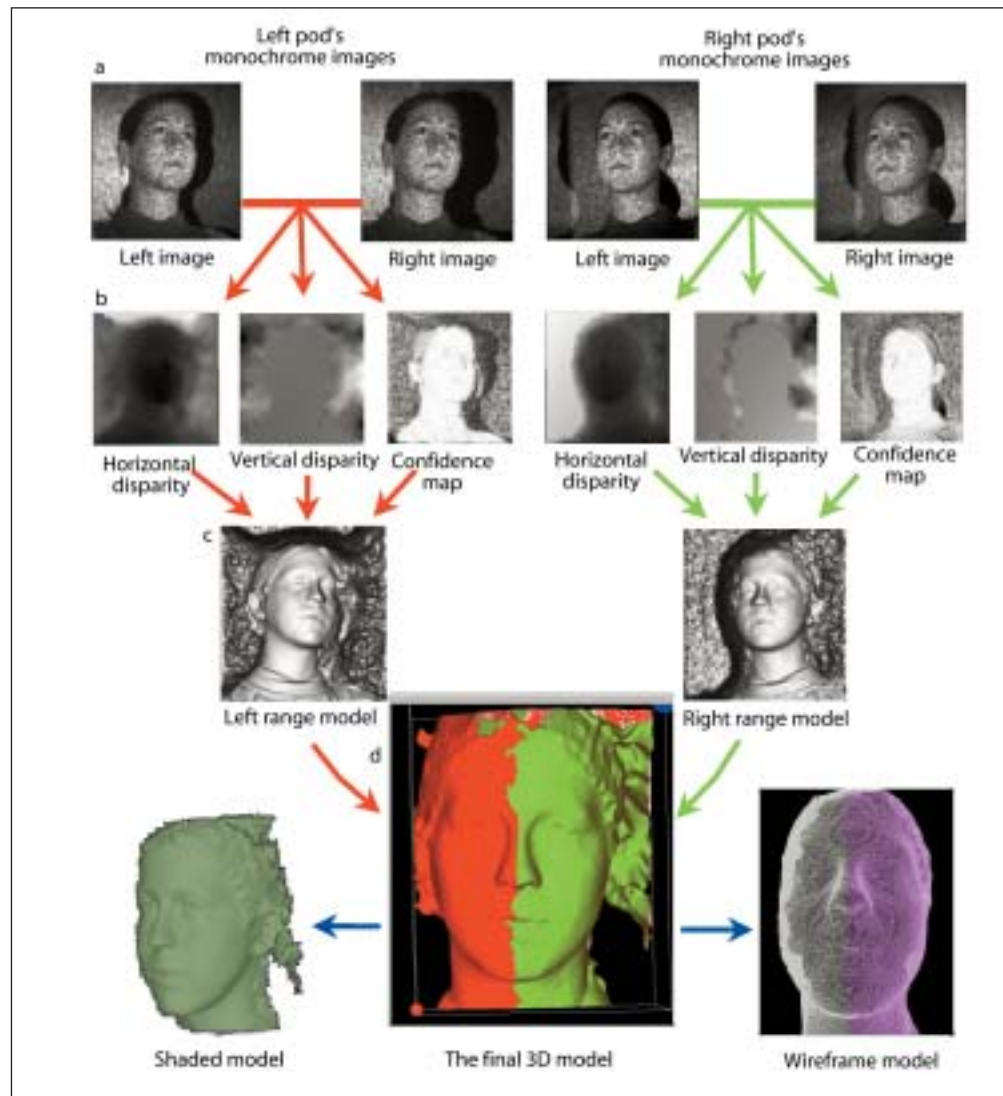 Left pod's
monochrome images
Right pod's
monochrome images
a
Left image
Right image
Left image
Right image
b
Horizontal
disparity
Vertical disparity
Confidence
map
Horizontal
disparity
Vertical disparity
Confidence
map
c
Left range model
Right range model
d
Shaded model
The final 3D model
Wireframe model